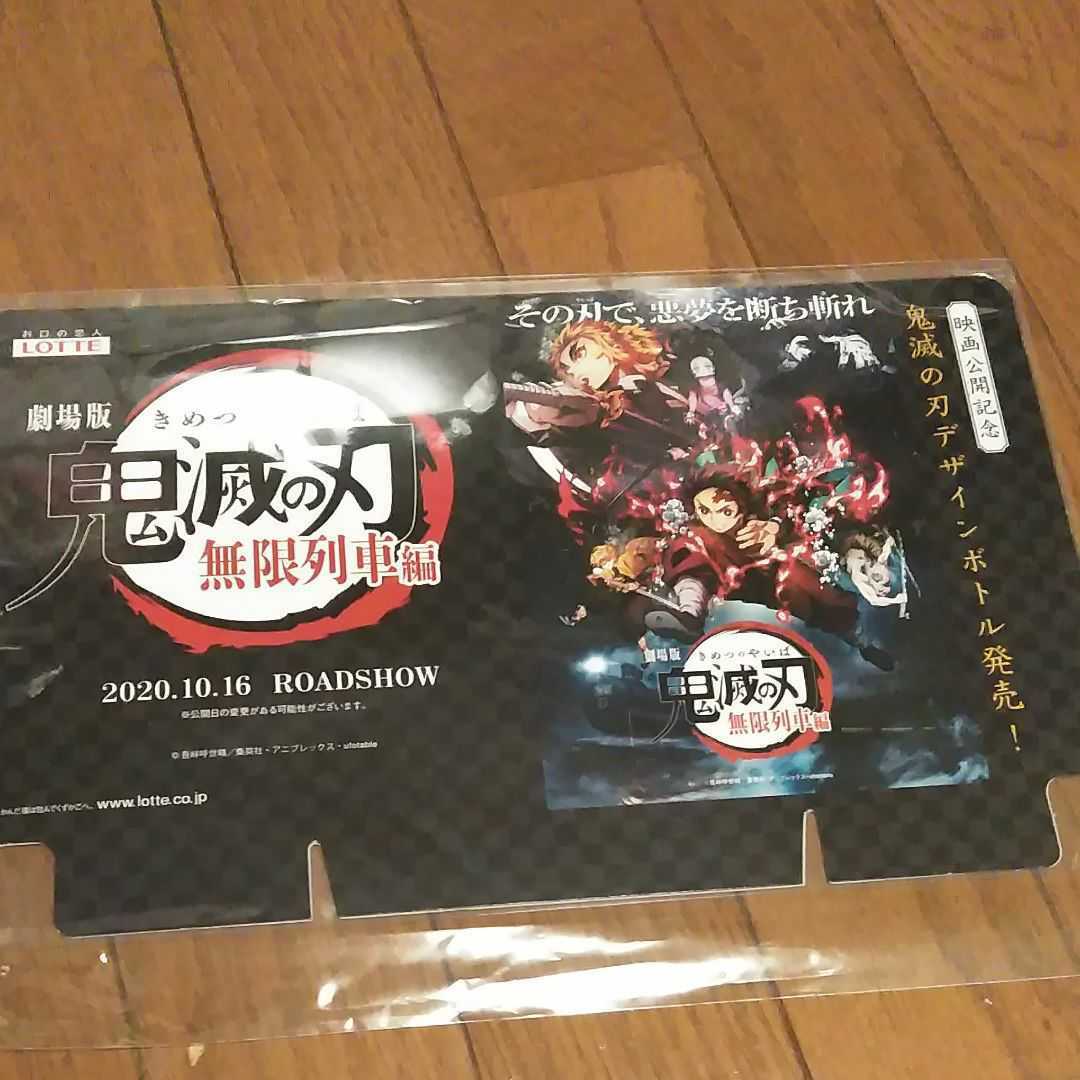 お口の恋人
LOTTE
劇場版
きめつ
鬼滅の刃
無限列車編
2020.10.16 ROADSHOW
※公開日の変更がある可能性がございます。
©吾峠呼世晴／集英社・アニプレックス・ufotable
www.lotte.co.jp
その刃で、悪夢を断ち斬れ
劇場版 きめつのやいば
鬼滅の刃
無限列車編
映画公開記念
鬼滅の刃デザインボトル発売！